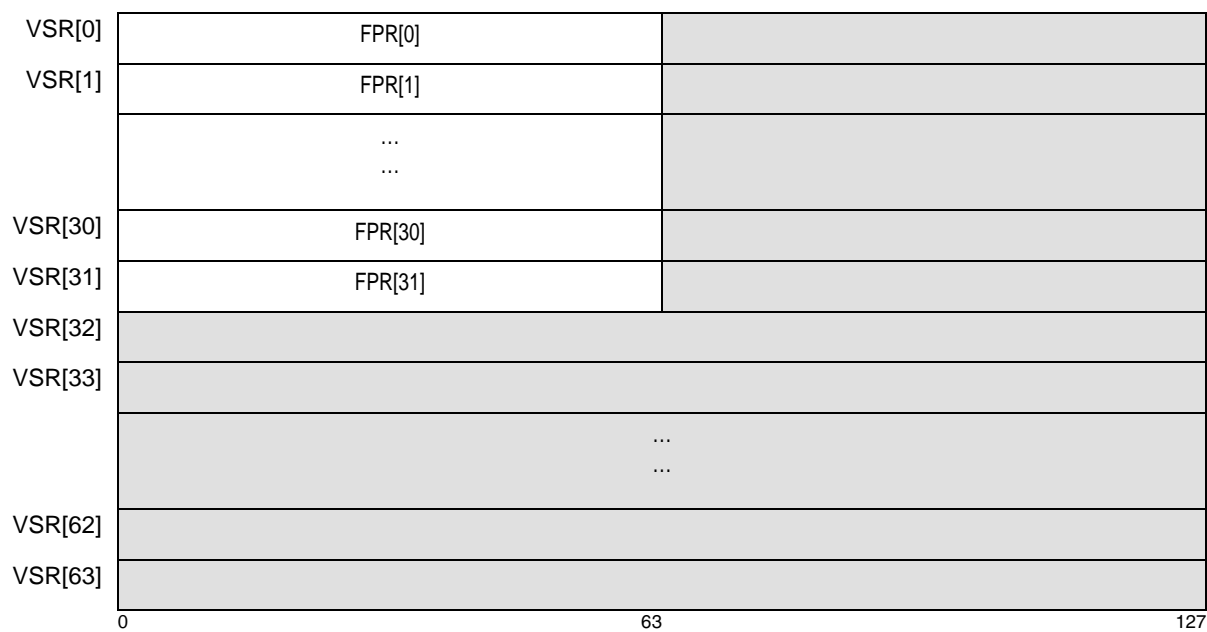 VSR[0] FPR[0]
VSR[1] FPR[1]
...
...
VSR[30] FPR[30]
VSR[31] FPR[31]
VSR[32]
VSR[33]
...
...
VSR[62]
VSR[63]
0 63 127